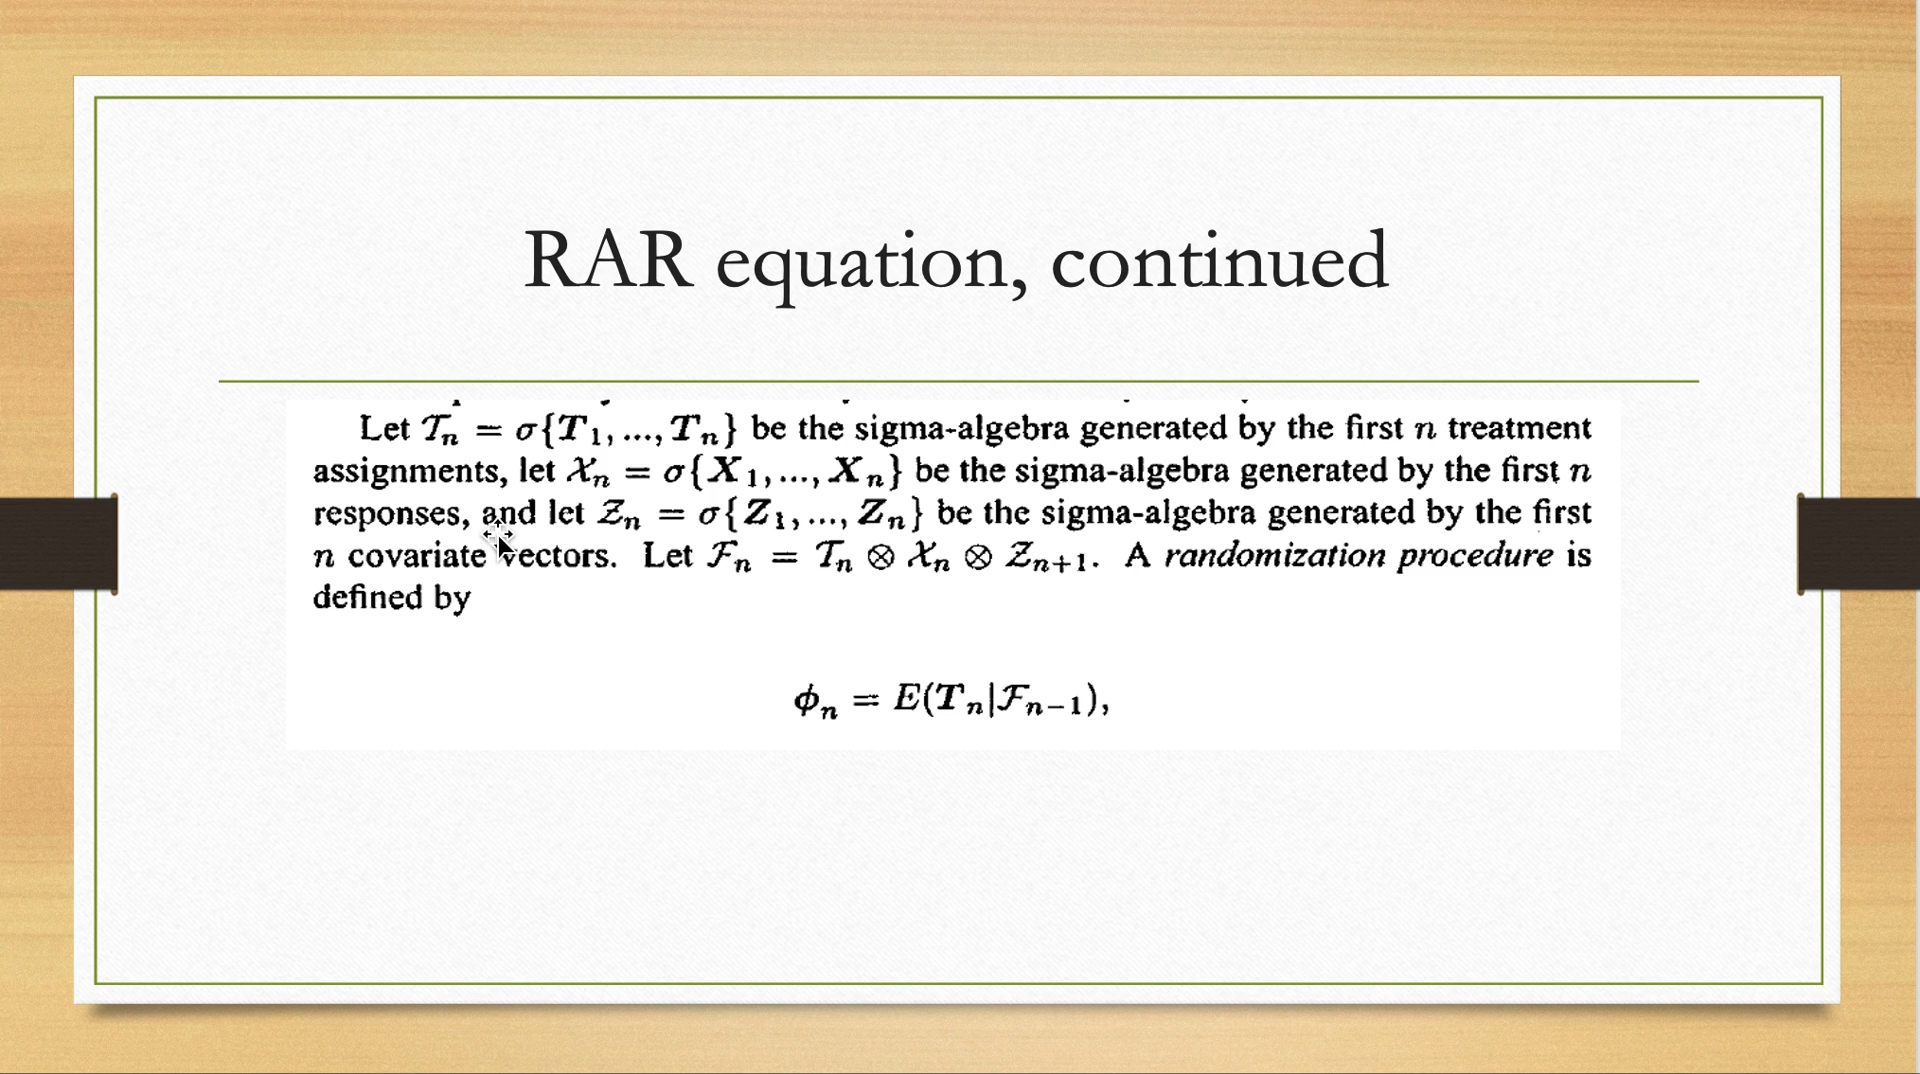 RAR equation, continued
Let 𝒯ₙ = σ{T₁,..., Tₙ} be the sigma-algebra generated by the first n treatment
assignments, let 𝒳ₙ = σ{X₁,..., Xₙ} be the sigma-algebra generated by the first n
responses, and let 𝒵ₙ = σ{Z₁,..., Zₙ} be the sigma-algebra generated by the first
n covariate vectors. Let ℱₙ = 𝒯ₙ ⊗ 𝒳ₙ ⊗ 𝒵ₙ₊₁. A randomization procedure is
defined by
ϕₙ = E(Tₙ|ℱₙ₋₁),